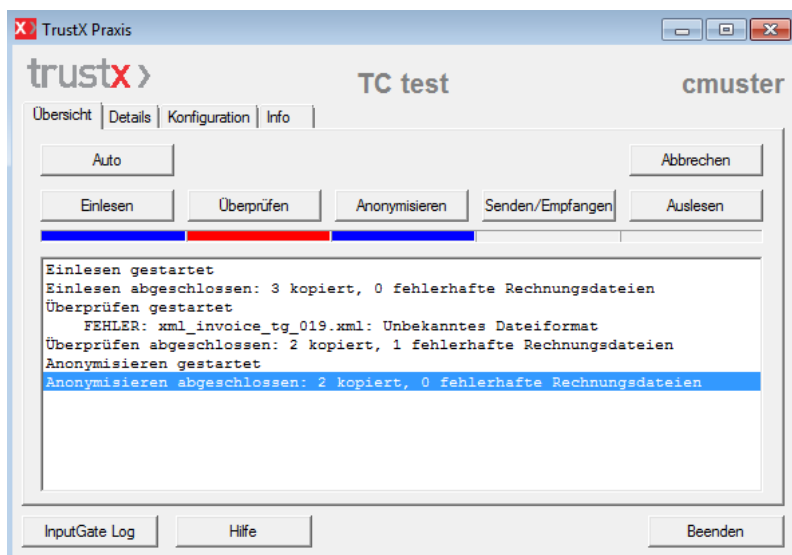 TrustX Praxis
trustx
TC test
cmuster
Übersicht
Details
Konfiguration
Info
Auto
Abbrechen
Einlesen
Überprüfen
Anonymisieren
Senden/Empfangen
Auslesen
Einlesen gestartet
Einlesen abgeschlossen: 3 kopiert, 0 fehlerhafte Rechnungsdateien
Überprüfen gestartet
FEHLER: xml_invoice_tg_019.xml: Unbekanntes Dateiformat
Überprüfen abgeschlossen: 2 kopiert, 1 fehlerhafte Rechnungsdateien
Anonymisieren gestartet
Anonymisieren abgeschlossen: 2 kopiert, 0 fehlerhafte Rechnungsdateien
InputGate Log
Hilfe
Beenden